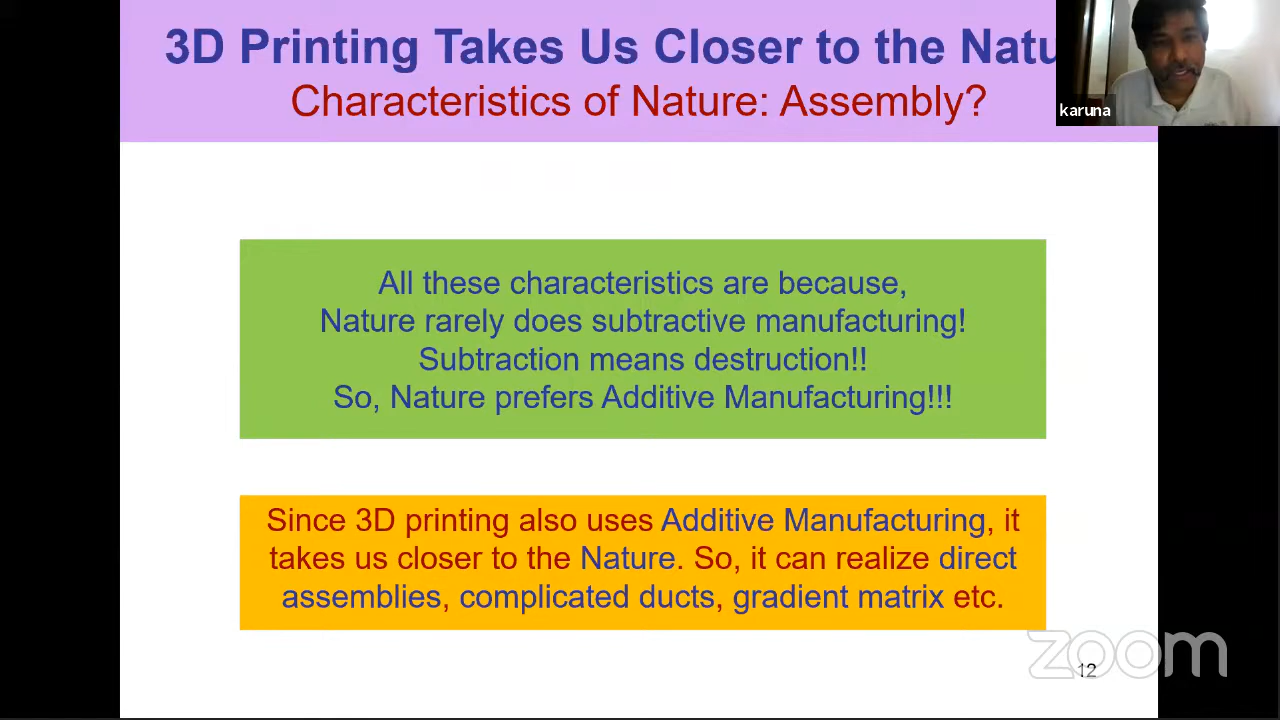 3D Printing Takes Us Closer to the Natu
Characteristics of Nature: Assembly?
karuna
All these characteristics are because,
Nature rarely does subtractive manufacturing!
Subtraction means destruction!!
So, Nature prefers Additive Manufacturing!!!
Since 3D printing also uses Additive Manufacturing, it
takes us closer to the Nature. So, it can realize direct
assemblies, complicated ducts, gradient matrix etc.
zoom
12